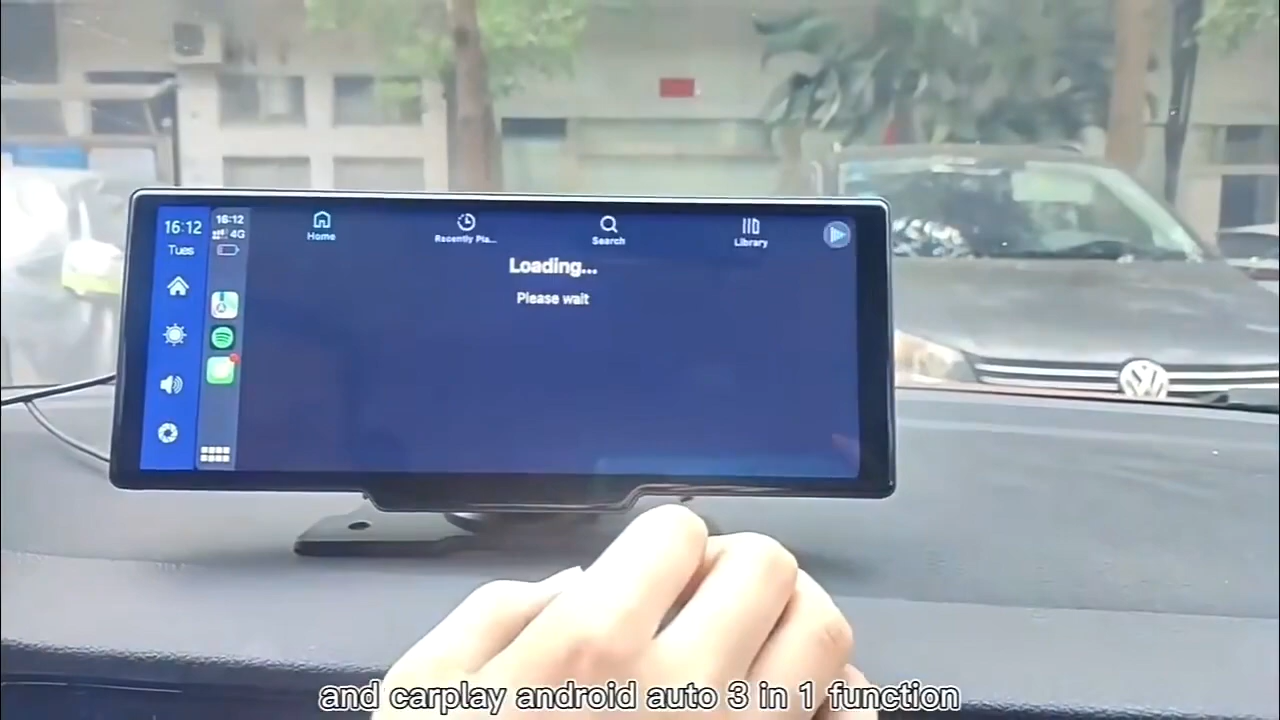 16:12
Tues
16:12
4G
Home
Recently Pla...
Search
Library
Loading...
Please wait
and carplay android auto 3 in 1 function